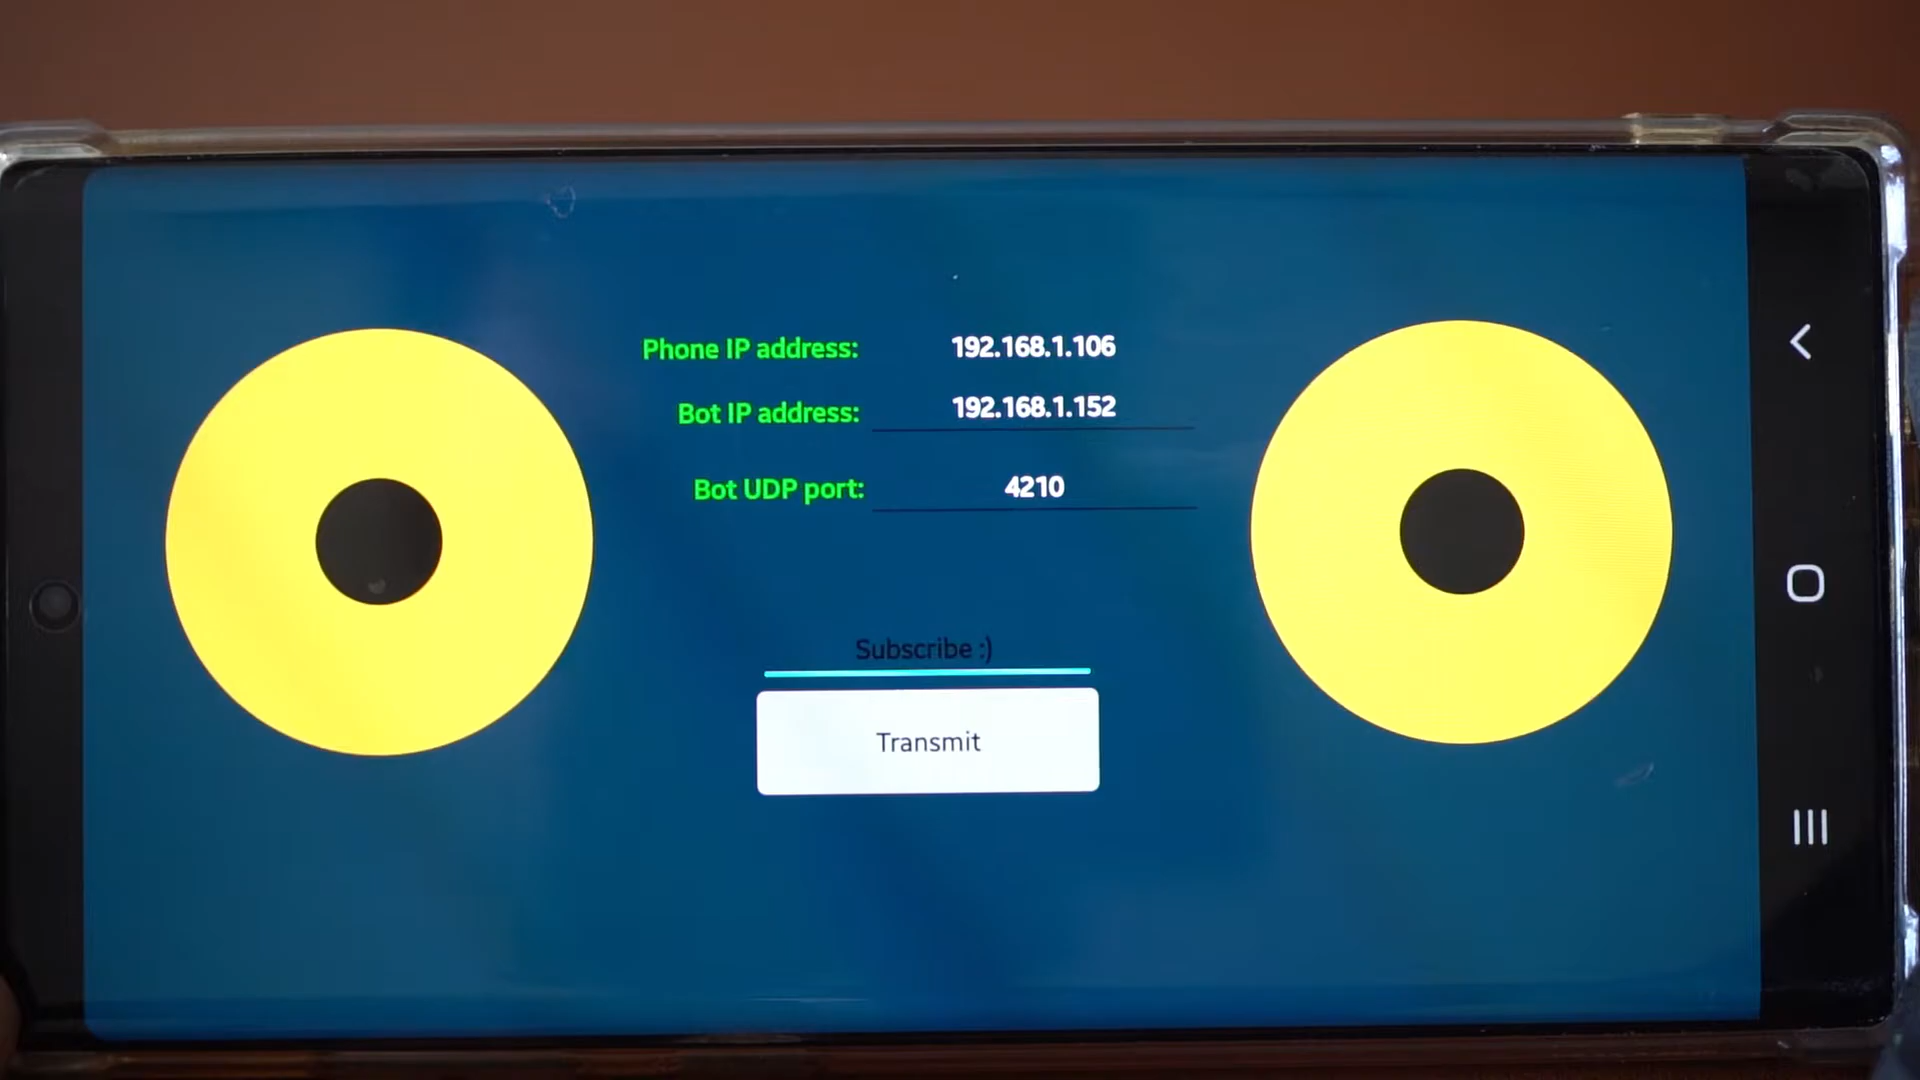 Phone IP address: 192.168.1.106
Bot IP address: 192.168.1.152
Bot UDP port: 4210
Subscribe :)
Transmit